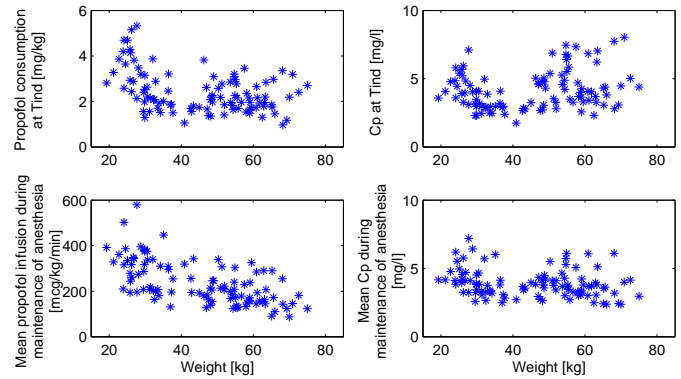 Propofol consumption
at Tind [mg/kg]
6
4
2
0
20 40 60 80
Cp at Tind [mg/l]
10
5
0
20 40 60 80
Mean propofol infusion during
maintenance of anesthesia
[mcg/kg/min]
600
400
200
0
20 40 60 80
Weight [kg]
Mean Cp during
maintenance of anesthesia
[mg/l]
10
5
0
20 40 60 80
Weight [kg]